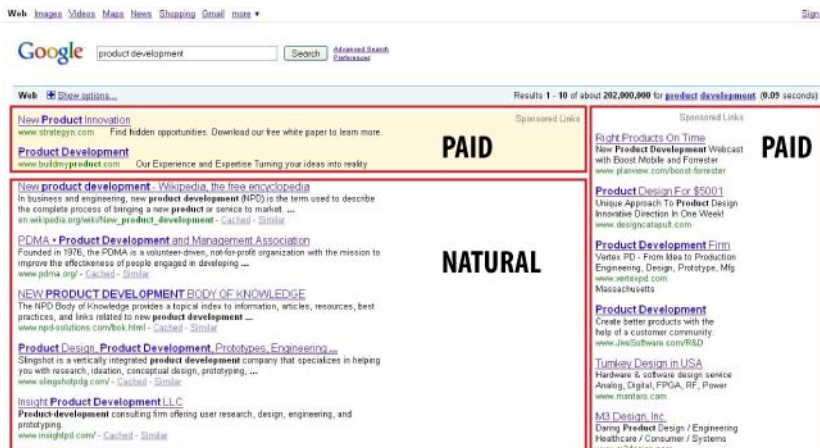 Web Images Videos Maps News Shopping Gmail more ▼
Sign
Google
product development
Search
Advanced Search
Preferences
Web Show options...
Results 1 - 10 of about 202,000,000 for product development. (0.09 seconds)
New Product Innovation
Sponsored Links
www.strategyn.com Find hidden opportunities. Download our free white paper to learn more.
Product Development
www.buildmyproduct.com Our Experience and Expertise Turning your ideas into reality
PAID
New product development - Wikipedia, the free encyclopedia
In business and engineering, new product development (NPD) is the term used to describe
the complete process of bringing a new product or service to market. ...
en.wikipedia.org/wiki/New_product_development - Cached - Similar
PDMA • Product Development and Management Association
Founded in 1976, the PDMA is a volunteer-driven, not-for-profit organization with the mission to
improve the effectiveness of people engaged in developing ...
www.pdma.org/ - Cached - Similar
NATURAL
NEW PRODUCT DEVELOPMENT BODY OF KNOWLEDGE
The NPD Body of Knowledge provides a topical index to information, articles, resources, best
practices, and links related to new product development ...
www.npd-solutions.com/bok.html - Cached - Similar
Product Design, Product Development, Prototypes, Engineering ...
Slingshot is a vertically integrated product development company that specializes in helping
you with research, ideation, conceptual design, prototyping, ...
www.slingshotpdg.com/ - Cached - Similar
Insight Product Development LLC
Product-development consulting firm offering user research, design, engineering, and
prototyping.
www.insightpd.com/ - Cached - Similar
Sponsored Links
PAID
Right Products On Time
New Product Development Webcast
with Boost Mobile and Forrester
www.planview.com/boost-forrester
Product Design For $5001
Unique Approach To Product Design
Innovative Direction In One Week!
www.designcatapult.com
Product Development Firm
Vertex PD - From Idea to Production
Engineering, Design, Prototype, Mfg
www.vertexpd.com
Massachusetts
Product Development
Create better products with the
help of a customer community.
www.JiveSoftware.com/R&D
Turnkey Design in USA
Hardware & software design service
Analog, Digital, FPGA, RF, Power
www.mantaro.com
M3 Design, Inc.
Daring Product Design / Engineering
Healthcare / Consumer / Systems